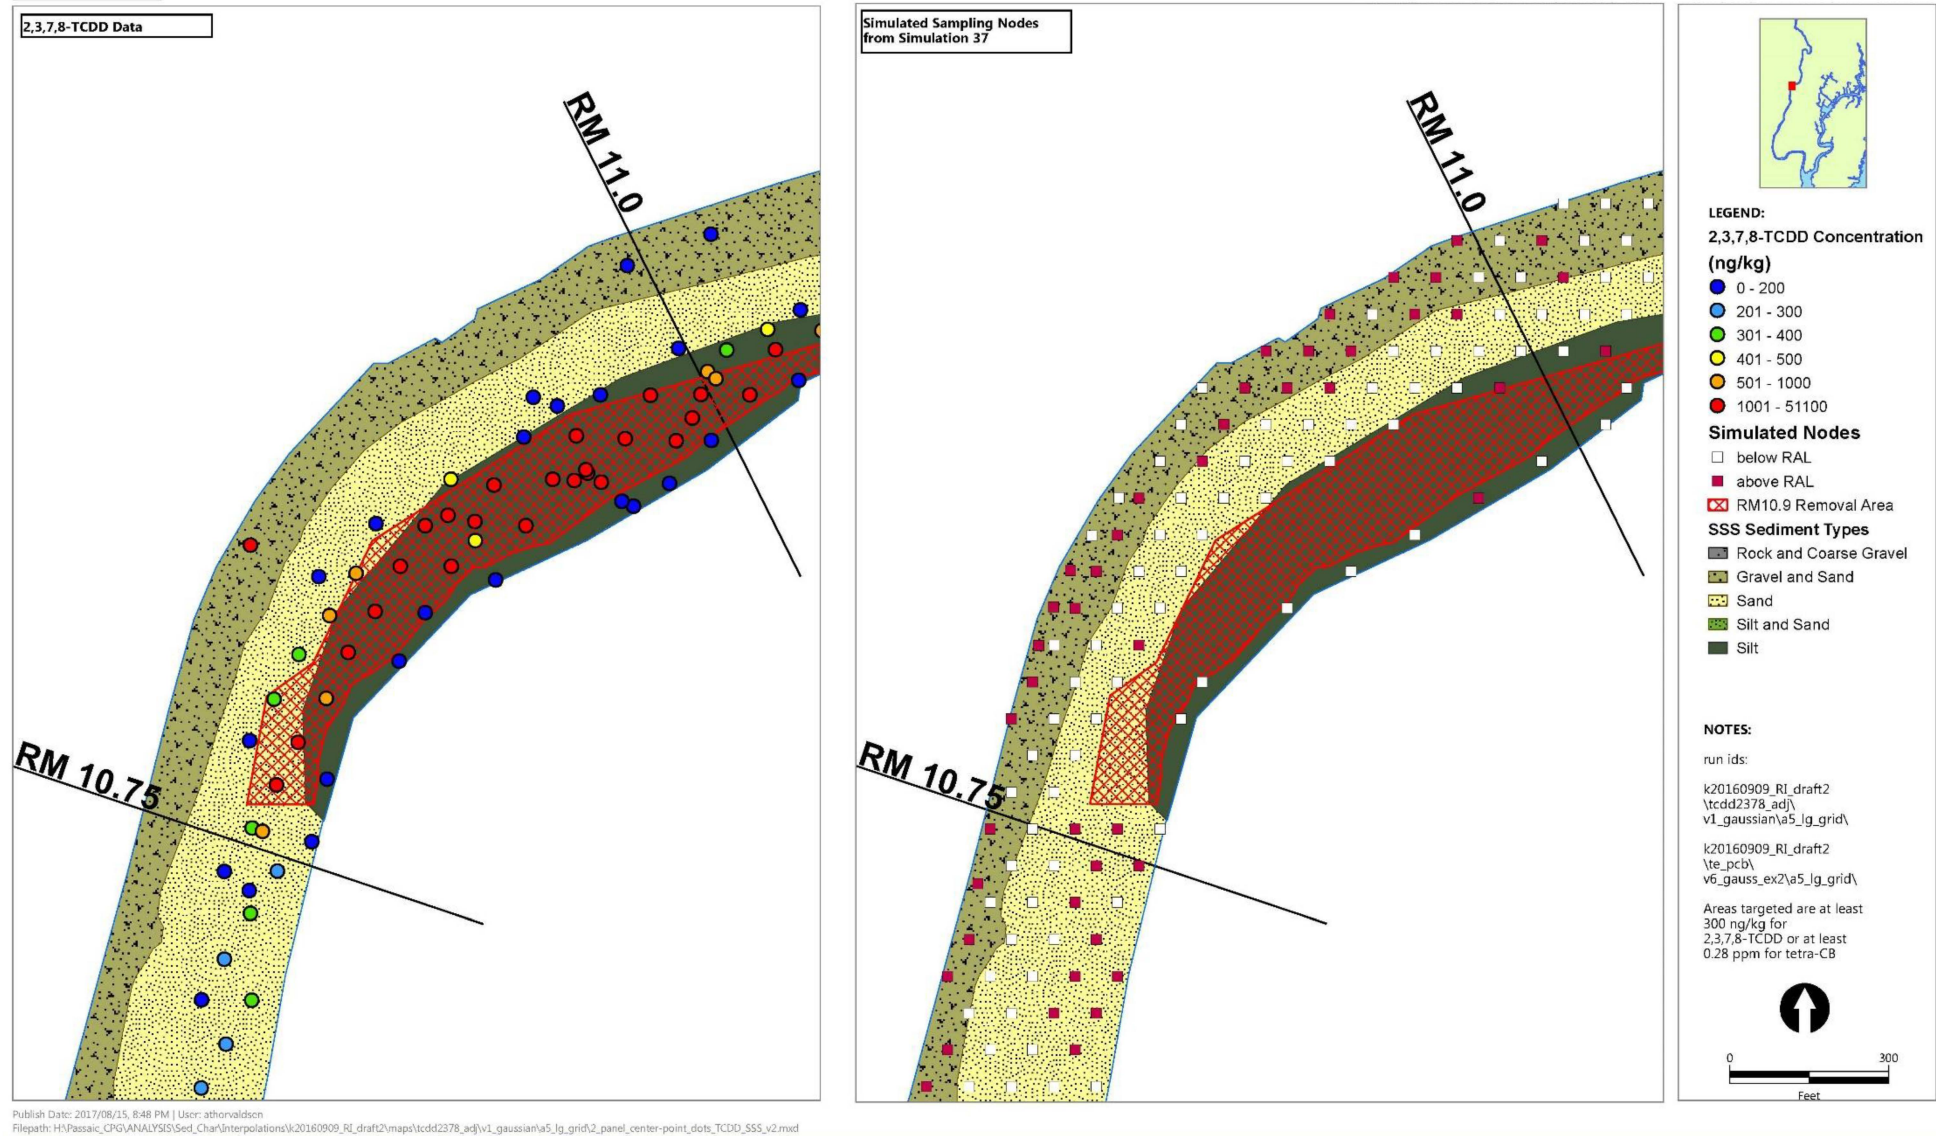 2,3,7,8-TCDD Data
RM 11.0
RM 10.75
Simulated Sampling Nodes
from Simulation 37
RM 11.0
RM 10.75
LEGEND:
2,3,7,8-TCDD Concentration
(ng/kg)
0 - 200
201 - 300
301 - 400
401 - 500
501 - 1000
1001 - 51100
Simulated Nodes
below RAL
above RAL
RM10.9 Removal Area
SSS Sediment Types
Rock and Coarse Gravel
Gravel and Sand
Sand
Silt and Sand
Silt
NOTES:
run ids:
k20160909_RI_draft2
\tcdd2378_adj\
v1_gaussian\a5_lg_grid\
k20160909_RI_draft2
\te_pcb\
v6_gauss_ex2\a5_lg_grid\
Areas targeted are at least
300 ng/kg for
2,3,7,8-TCDD or at least
0.28 ppm for tetra-CB
0 300
Feet
Publish Date: 2017/08/15, 8:48 PM | User: athorvaldsen
Filepath: H:\Passaic_CPG\ANALYSIS\Sed_Char\Interpolations\k20160909_RI_draft2\maps\tcdd2378_adj\v1_gaussian\a5_lg_grid\2_panel_center-point_dots_TCDD_SSS_v2.mxd